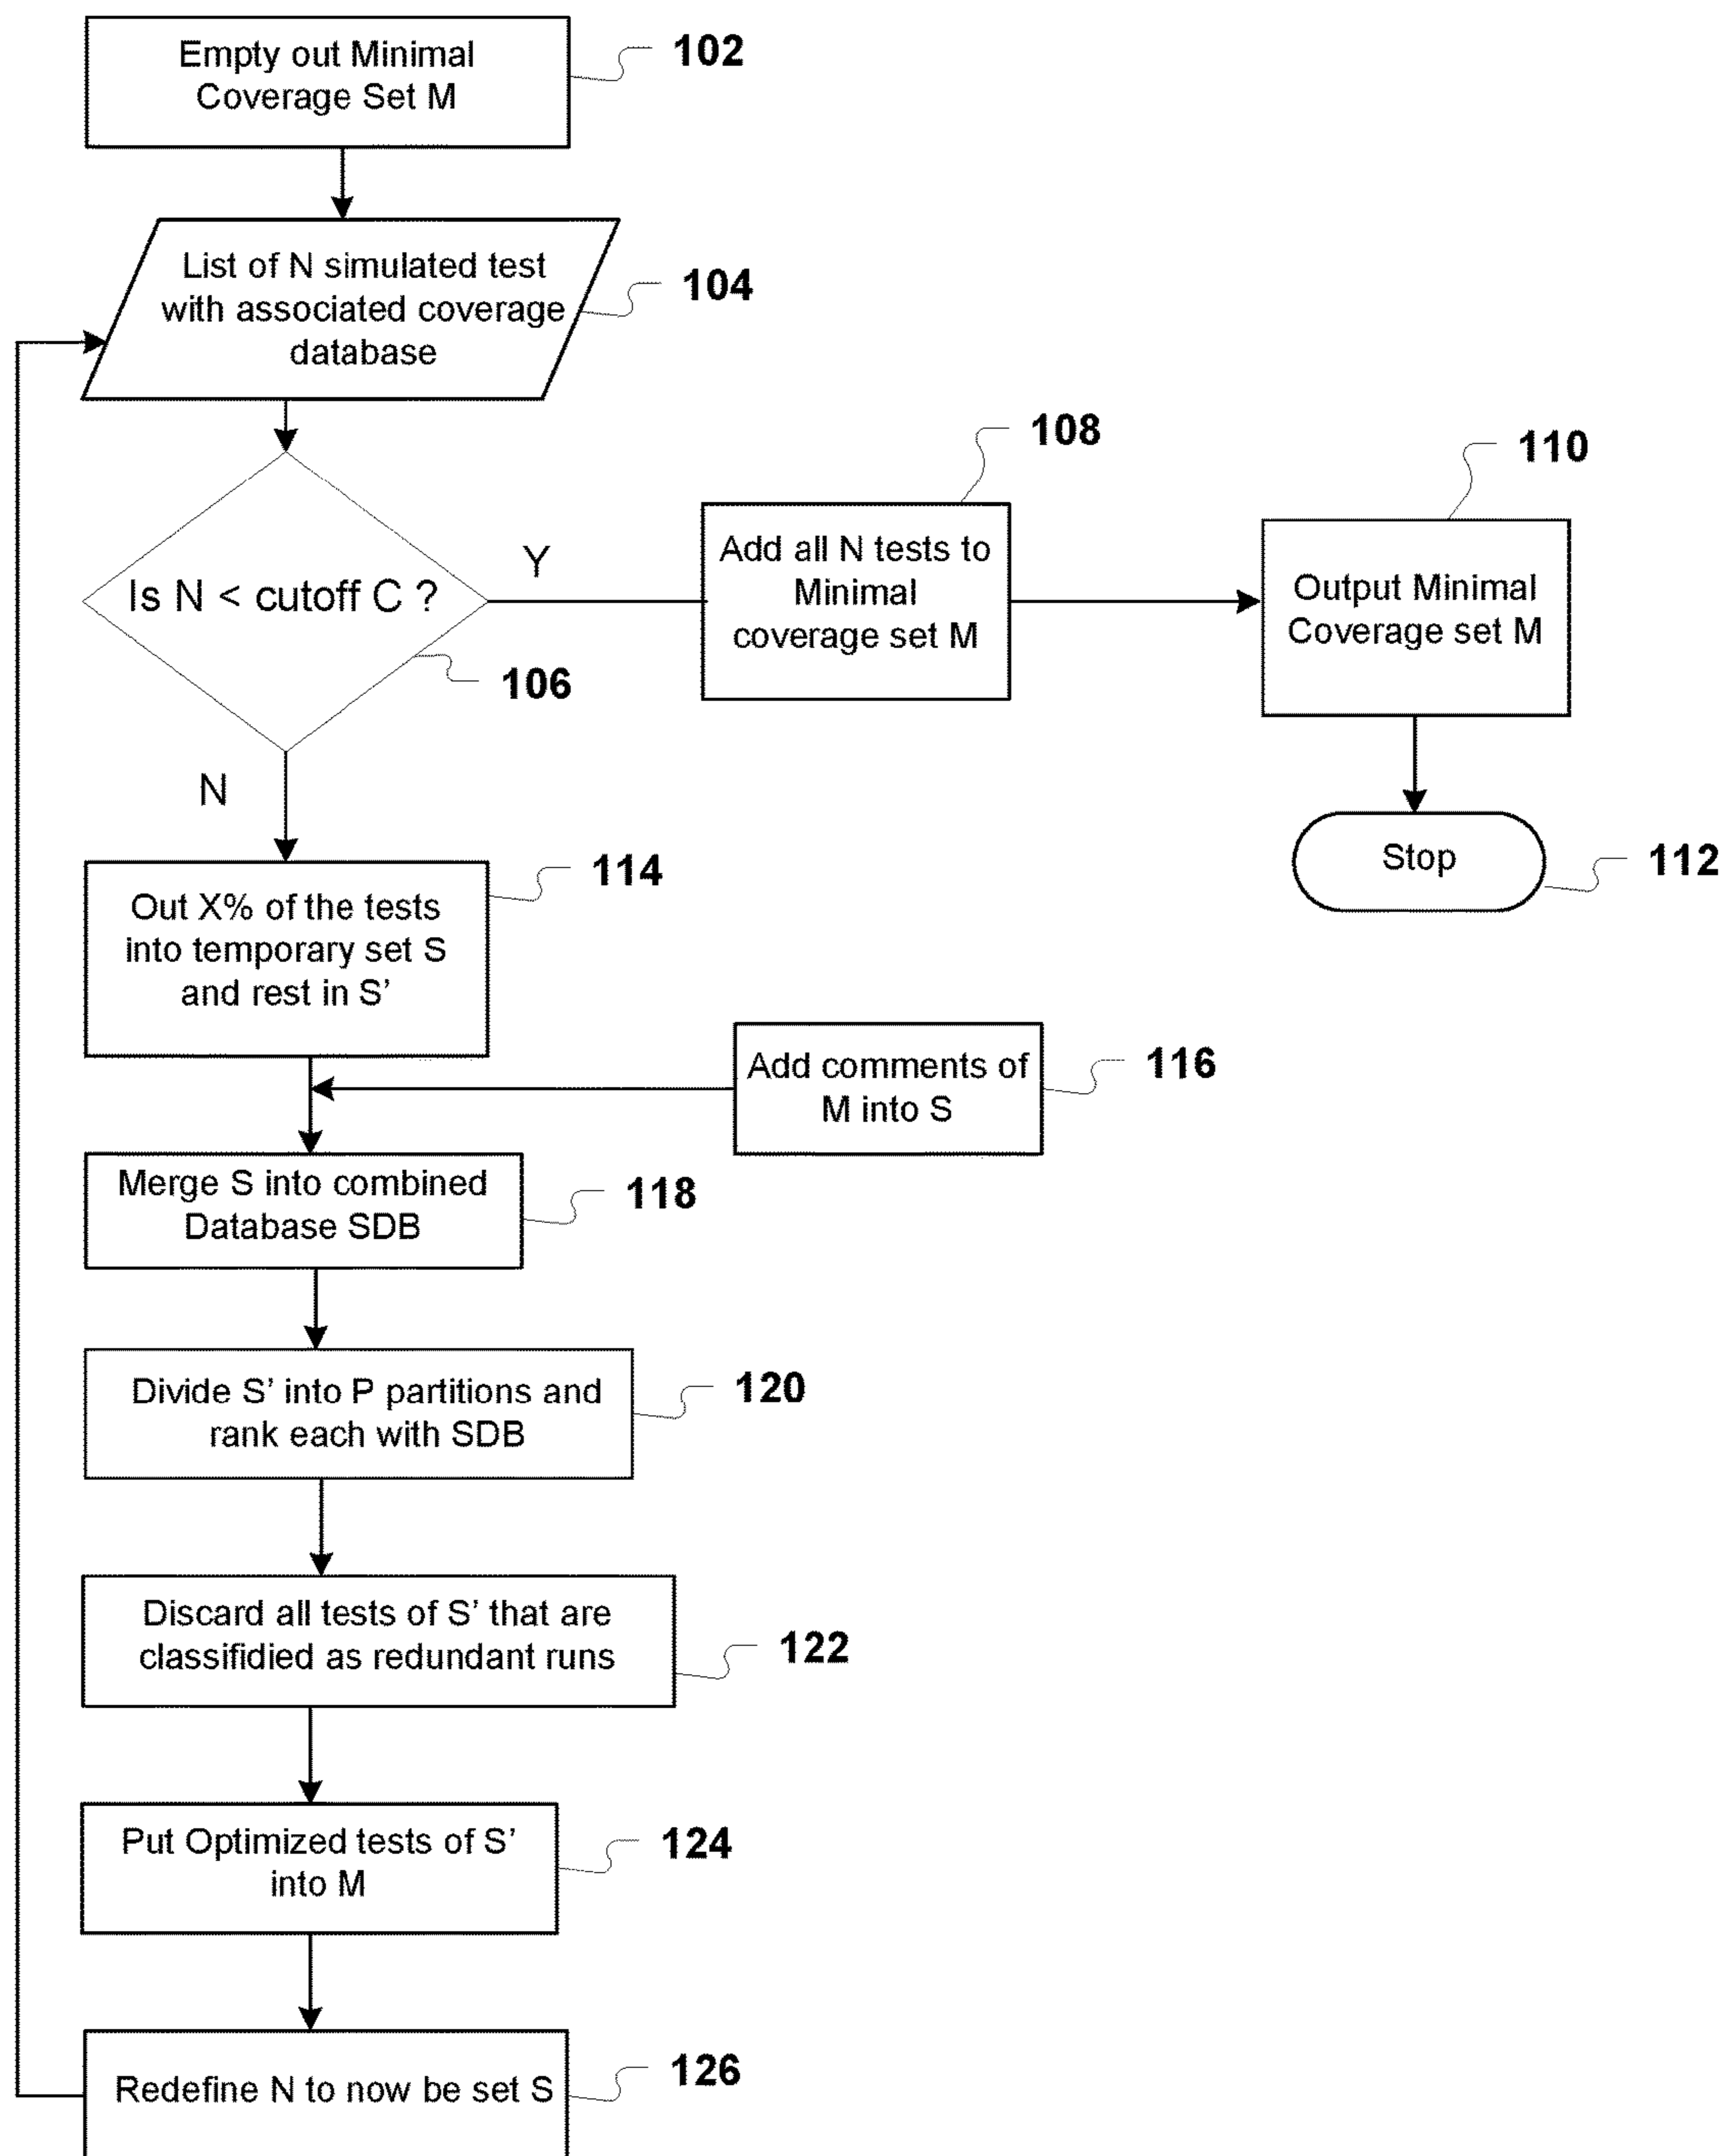 Empty out Minimal
Coverage Set M
102
List of N simulated test
with associated coverage
database
104
Is N < cutoff C ?
106
Y
Add all N tests to
Minimal
coverage set M
108
Output Minimal
Coverage set M
110
Stop
112
N
Out X% of the tests
into temporary set S
and rest in S’
114
Add comments of
M into S
116
Merge S into combined
Database SDB
118
Divide S’ into P partitions and
rank each with SDB
120
Discard all tests of S’ that are
classifidied as redundant runs
122
Put Optimized tests of S’
into M
124
Redefine N to now be set S
126